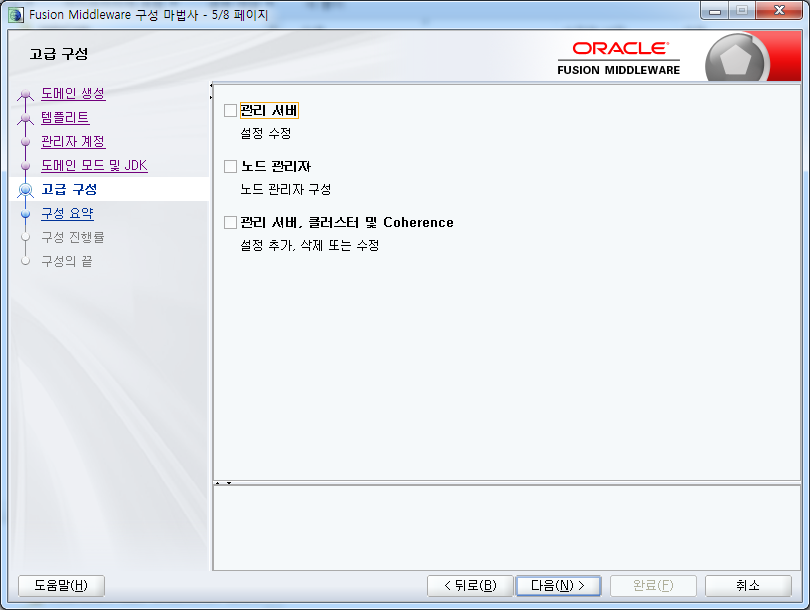 Fusion Middleware 구성 마법사 - 5/8 페이지
고급 구성
ORACLE
FUSION MIDDLEWARE
도메인 생성
템플리트
관리자 계정
도메인 모드 및 JDK
고급 구성
구성 요약
구성 진행률
구성의 끝
관리 서버
설정 수정
노드 관리자
노드 관리자 구성
관리 서버, 클러스터 및 Coherence
설정 추가, 삭제 또는 수정
도움말(H)
< 뒤로(B)
다음(N) >
완료(F)
취소